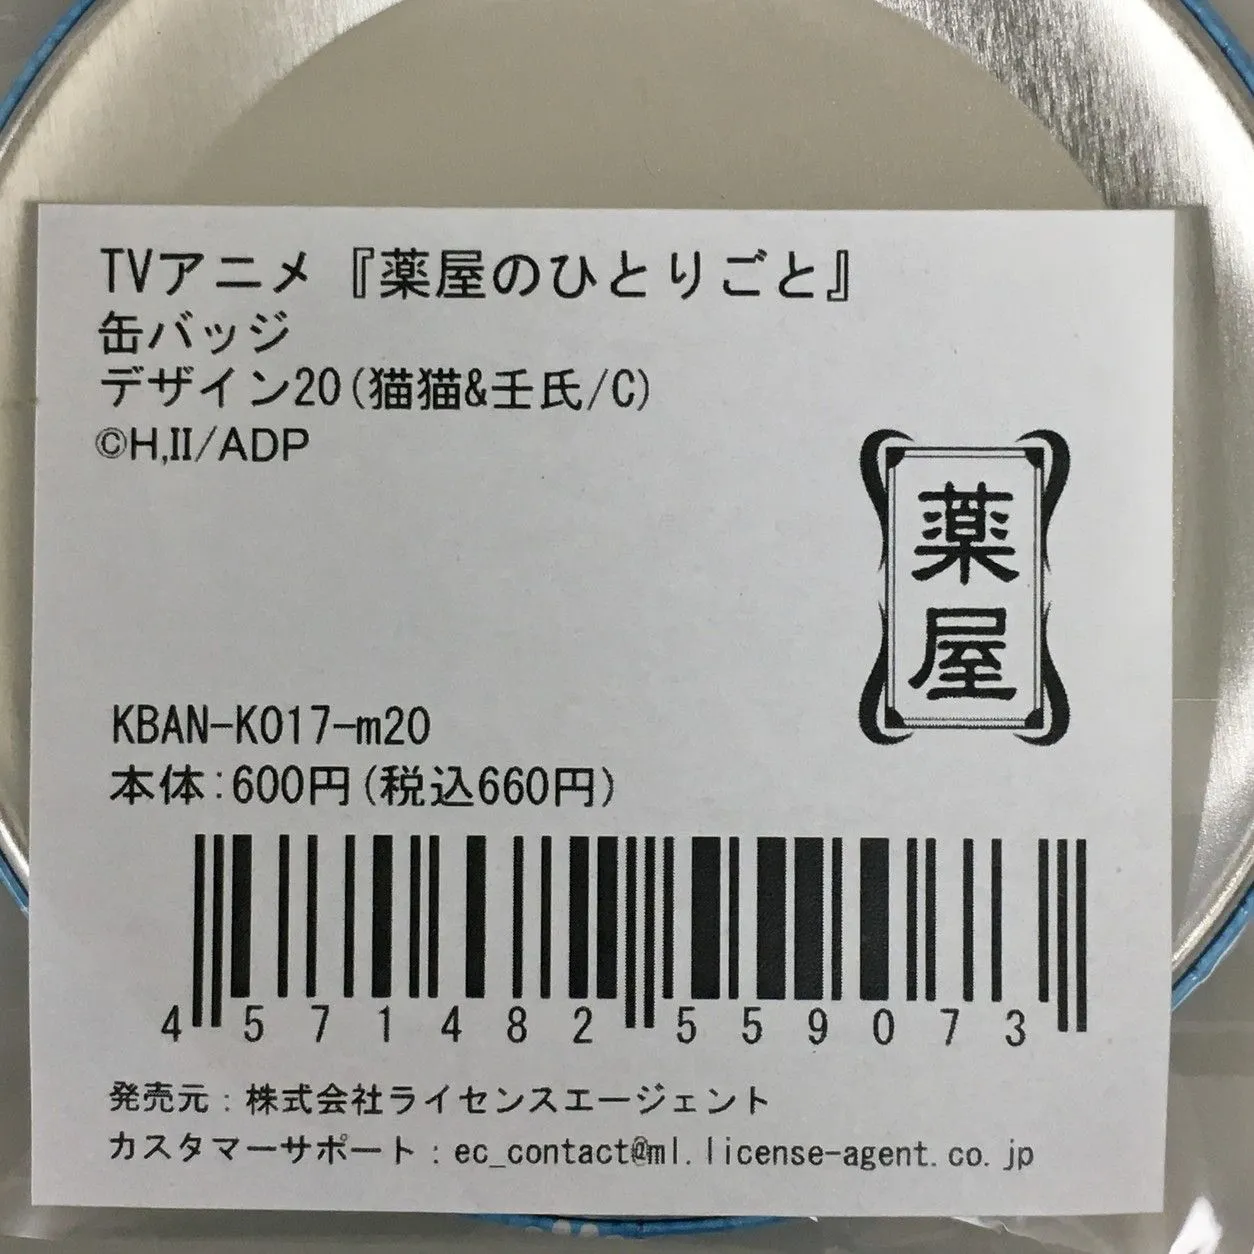 TVアニメ『薬屋のひとりごと』
缶バッジ
デザイン20(猫猫&壬氏/C)
©H,II/ADP
薬屋
KBAN-K017-m20
本体:600円(税込660円)
4 571482 559073
発売元:株式会社ライセンスエージェント
カスタマーサポート:ec_contact@ml.license-agent.co.jp